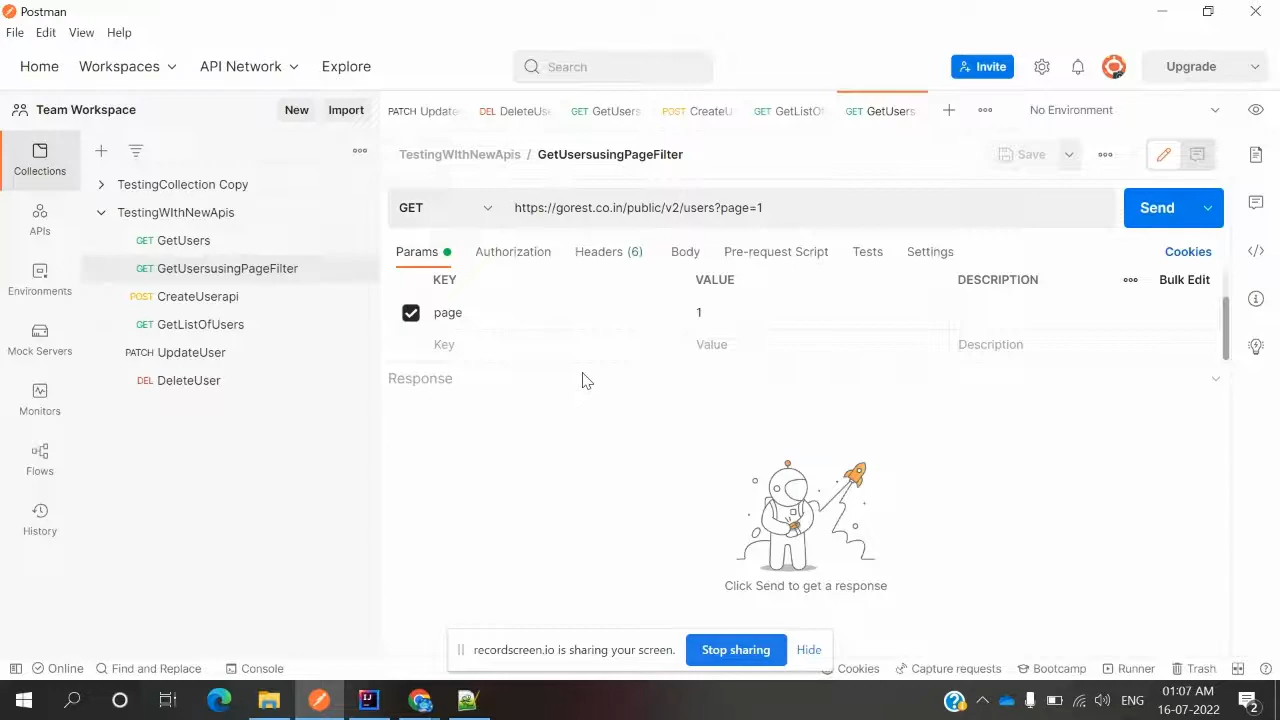 Postman
File Edit View Help
Home Workspaces API Network Explore Search Invite Upgrade
Team Workspace New Import PATCH Update DEL DeleteUs GET GetUsers POST CreateU GET GetListOf GET GetUsers No Environment
Collections
APIs
Environments
Mock Servers
Monitors
Flows
History
TestingCollection Copy
TestingWIthNewApis
GET GetUsers
GET GetUsersusingPageFilter
POST CreateUserapi
GET GetListOfUsers
PATCH UpdateUser
DEL DeleteUser
TestingWIthNewApis / GetUsersusingPageFilter Save
GET https://gorest.co.in/public/v2/users?page=1 Send
Params Authorization Headers (6) Body Pre-request Script Tests Settings Cookies
KEY VALUE DESCRIPTION Bulk Edit
page 1
Key Value Description
Response
Click Send to get a response
recordscreen.io is sharing your screen. Stop sharing Hide
Online Find and Replace Console Cookies Capture requests Bootcamp Runner Trash
ENG 01:07 AM
16-07-2022 2